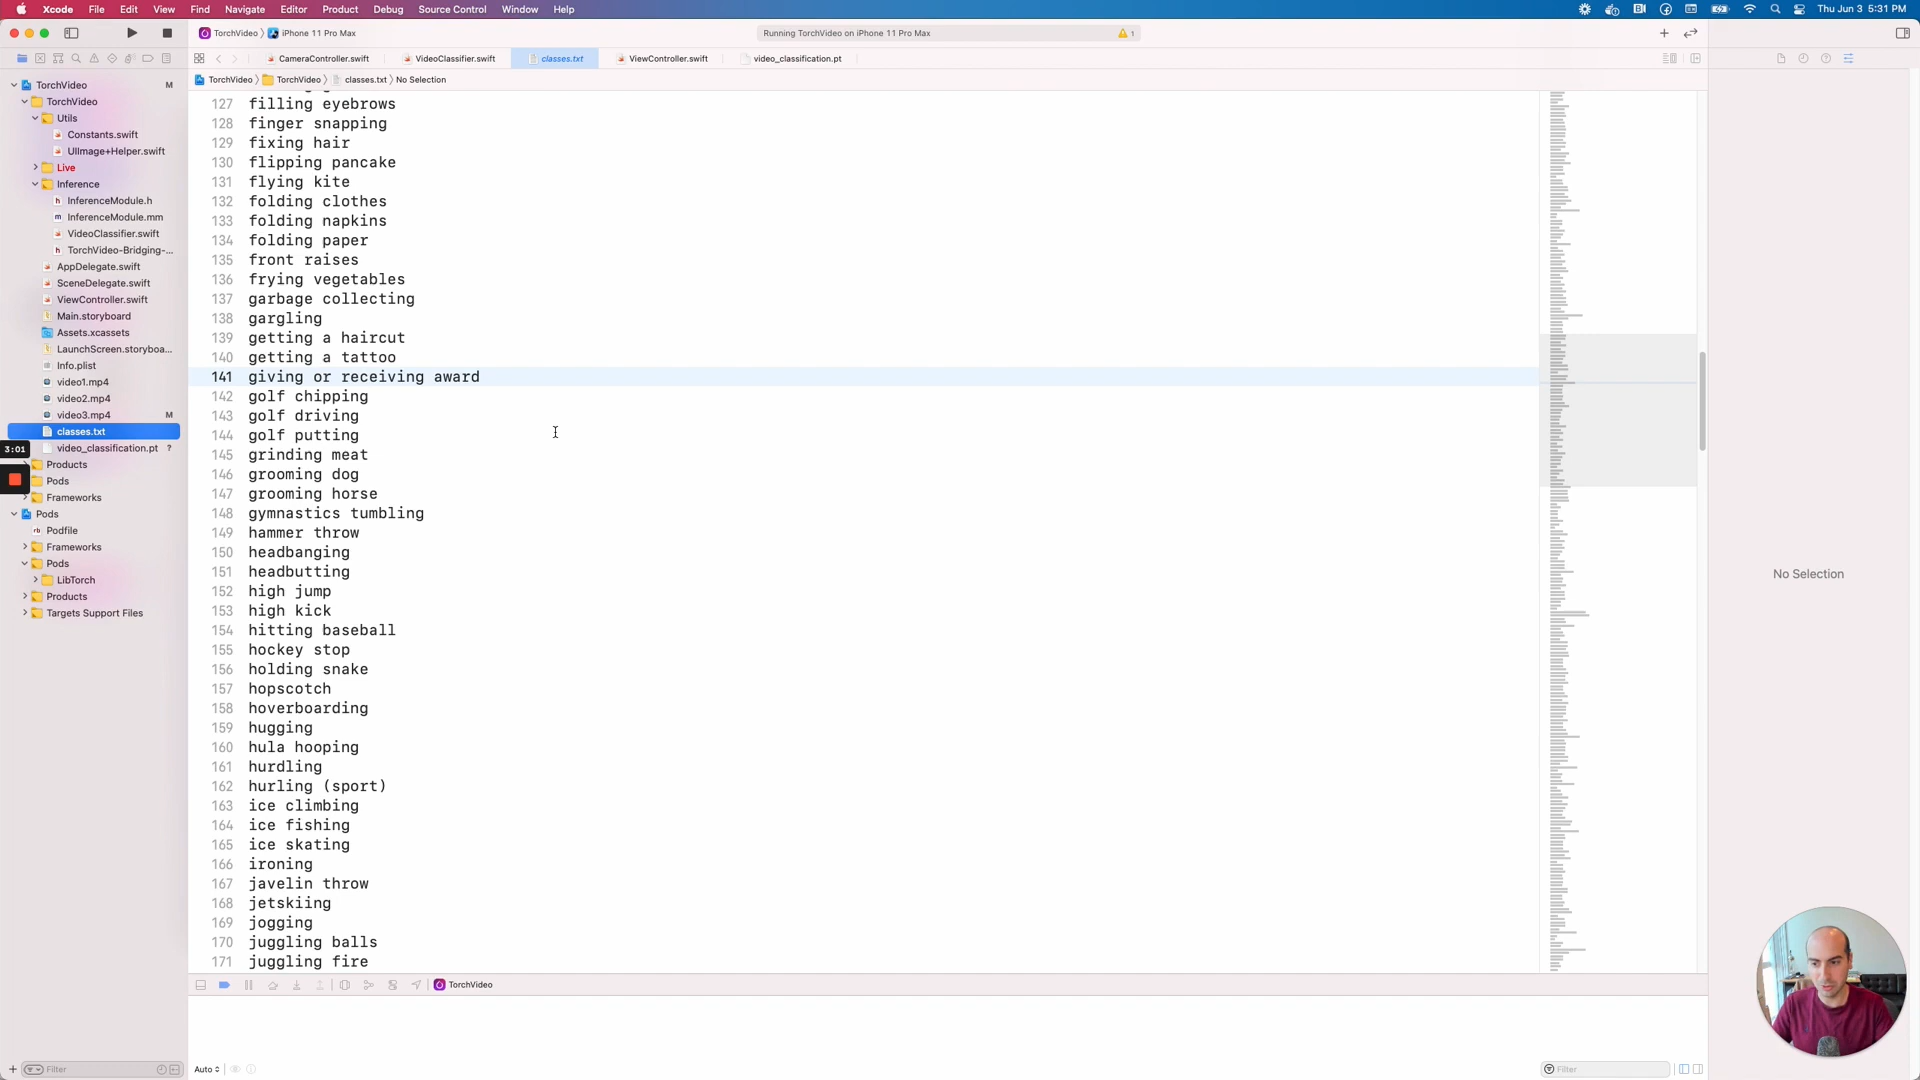 Xcode File Edit View Find Navigate Editor Product Debug Source Control Window Help Thu Jun 3 5:31 PM
TorchVideo iPhone 11 Pro Max
Running TorchVideo on iPhone 11 Pro Max
1
CameraController.swift VideoClassifier.swift classes.txt ViewController.swift video_classification.pt
TorchVideo TorchVideo classes.txt No Selection
TorchVideo M
TorchVideo
Utils
Constants.swift
UIImage+Helper.swift
Live
Inference
InferenceModule.h
InferenceModule.mm
VideoClassifier.swift
TorchVideo-Bridging-...
AppDelegate.swift
SceneDelegate.swift
ViewController.swift
Main.storyboard
Assets.xcassets
LaunchScreen.storyboa...
Info.plist
video1.mp4
video2.mp4
video3.mp4 M
classes.txt
video_classification.pt ?
3:01
Products
Pods
Frameworks
Pods
Podfile
Frameworks
Pods
LibTorch
Products
Targets Support Files
127 filling eyebrows
128 finger snapping
129 fixing hair
130 flipping pancake
131 flying kite
132 folding clothes
133 folding napkins
134 folding paper
135 front raises
136 frying vegetables
137 garbage collecting
138 gargling
139 getting a haircut
140 getting a tattoo
141 giving or receiving award
142 golf chipping
143 golf driving
144 golf putting
145 grinding meat
146 grooming dog
147 grooming horse
148 gymnastics tumbling
149 hammer throw
150 headbanging
151 headbutting
152 high jump
153 high kick
154 hitting baseball
155 hockey stop
156 holding snake
157 hopscotch
158 hoverboarding
159 hugging
160 hula hooping
161 hurdling
162 hurling (sport)
163 ice climbing
164 ice fishing
165 ice skating
166 ironing
167 javelin throw
168 jetskiing
169 jogging
170 juggling balls
171 juggling fire
No Selection
TorchVideo
Filter
Auto
Filter